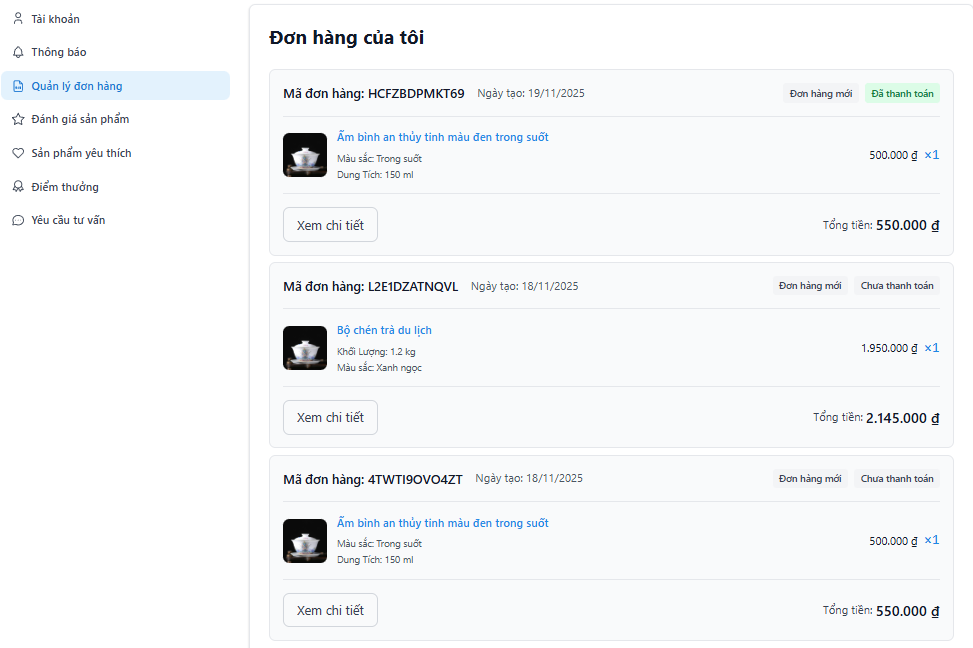 Tài khoản
Thông báo
Quản lý đơn hàng
Đánh giá sản phẩm
Sản phẩm yêu thích
Điểm thưởng
Yêu cầu tư vấn
Đơn hàng của tôi
Mã đơn hàng: HCFZBDPMKT69 Ngày tạo: 19/11/2025 Đơn hàng mới Đã thanh toán
Ấm bình an thủy tinh màu đen trong suốt
Màu sắc: Trong suốt
Dung Tích: 150 ml
500.000 ₫ ×1
Xem chi tiết Tổng tiền: 550.000 ₫
Mã đơn hàng: L2E1DZATNQVL Ngày tạo: 18/11/2025 Đơn hàng mới Chưa thanh toán
Bộ chén trà du lịch
Khối Lượng: 1.2 kg
Màu sắc: Xanh ngọc
1.950.000 ₫ ×1
Xem chi tiết Tổng tiền: 2.145.000 ₫
Mã đơn hàng: 4TWTI9OVO4ZT Ngày tạo: 18/11/2025 Đơn hàng mới Chưa thanh toán
Ấm bình an thủy tinh màu đen trong suốt
Màu sắc: Trong suốt
Dung Tích: 150 ml
500.000 ₫ ×1
Xem chi tiết Tổng tiền: 550.000 ₫